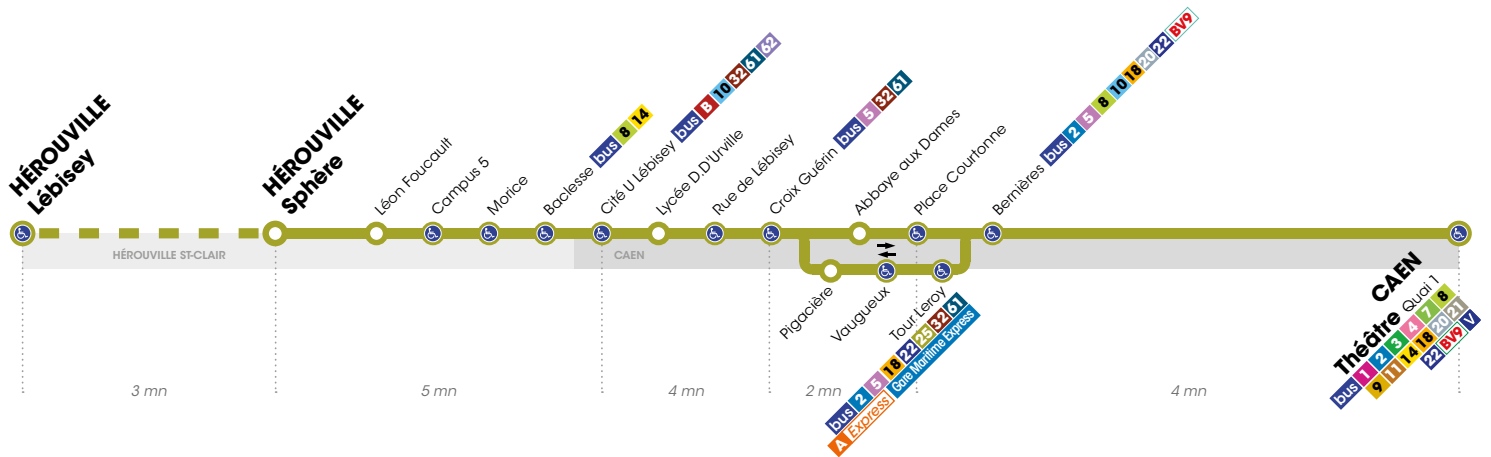 HÉROUVILLE
Lébisey
HÉROUVILLE
Sphère
Léon Foucault
Campus 5
Morice
Baclesse bus 8 14
Cité U Lébisey bus B 10 32 61 62
Lycée D.D'Urville
Rue de Lébisey
Croix Guérin bus 5 32 61
Abbaye aux Dames
Place Courtonne
Bernières bus 2 5 8 10 18 20 22 BV9
HÉROUVILLE ST-CLAIR
CAEN
Pigacière
Vaugueux
Tour Leroy
bus 2 5 18 22 25 32 61
A Express Gare Maritime Express
CAEN
Théâtre Quai 1
bus 1 2 3 4 7 8
9 11 14 18 20 21
22 BV9 V
3 mn
5 mn
4 mn
2 mn
4 mn